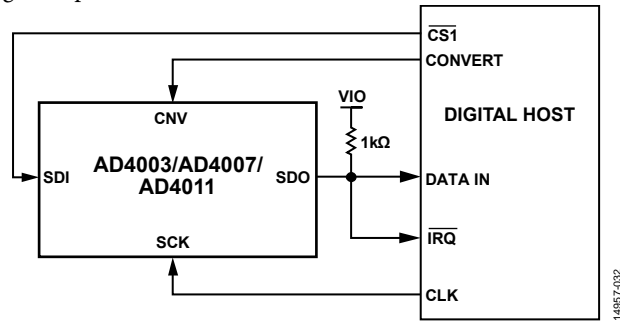 CS1
CONVERT
VIO
CNV
DIGITAL HOST
1kΩ
AD4003/AD4007/
AD4011
SDI
SDO
DATA IN
IRQ
SCK
CLK
14957-032